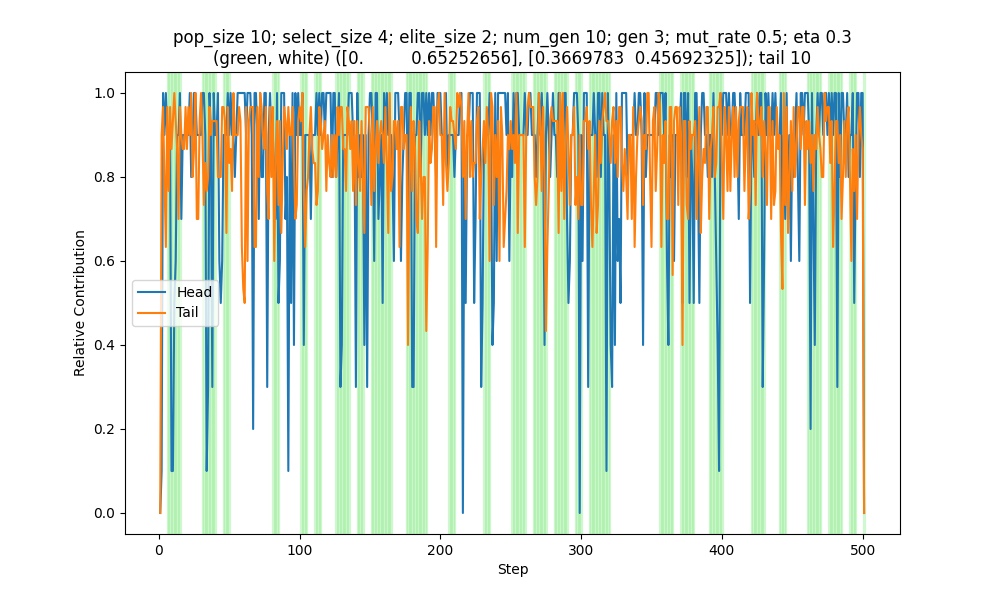 pop_size 10; select_size 4; elite_size 2; num_gen 10; gen 3; mut_rate 0.5; eta 0.3
(green, white) ([0.          0.65252656], [0.3669783  0.45692325]); tail 10
1.0
0.8
0.6
0.4
0.2
0.0
Relative Contribution
Head
Tail
0
100
200
300
400
500
Step